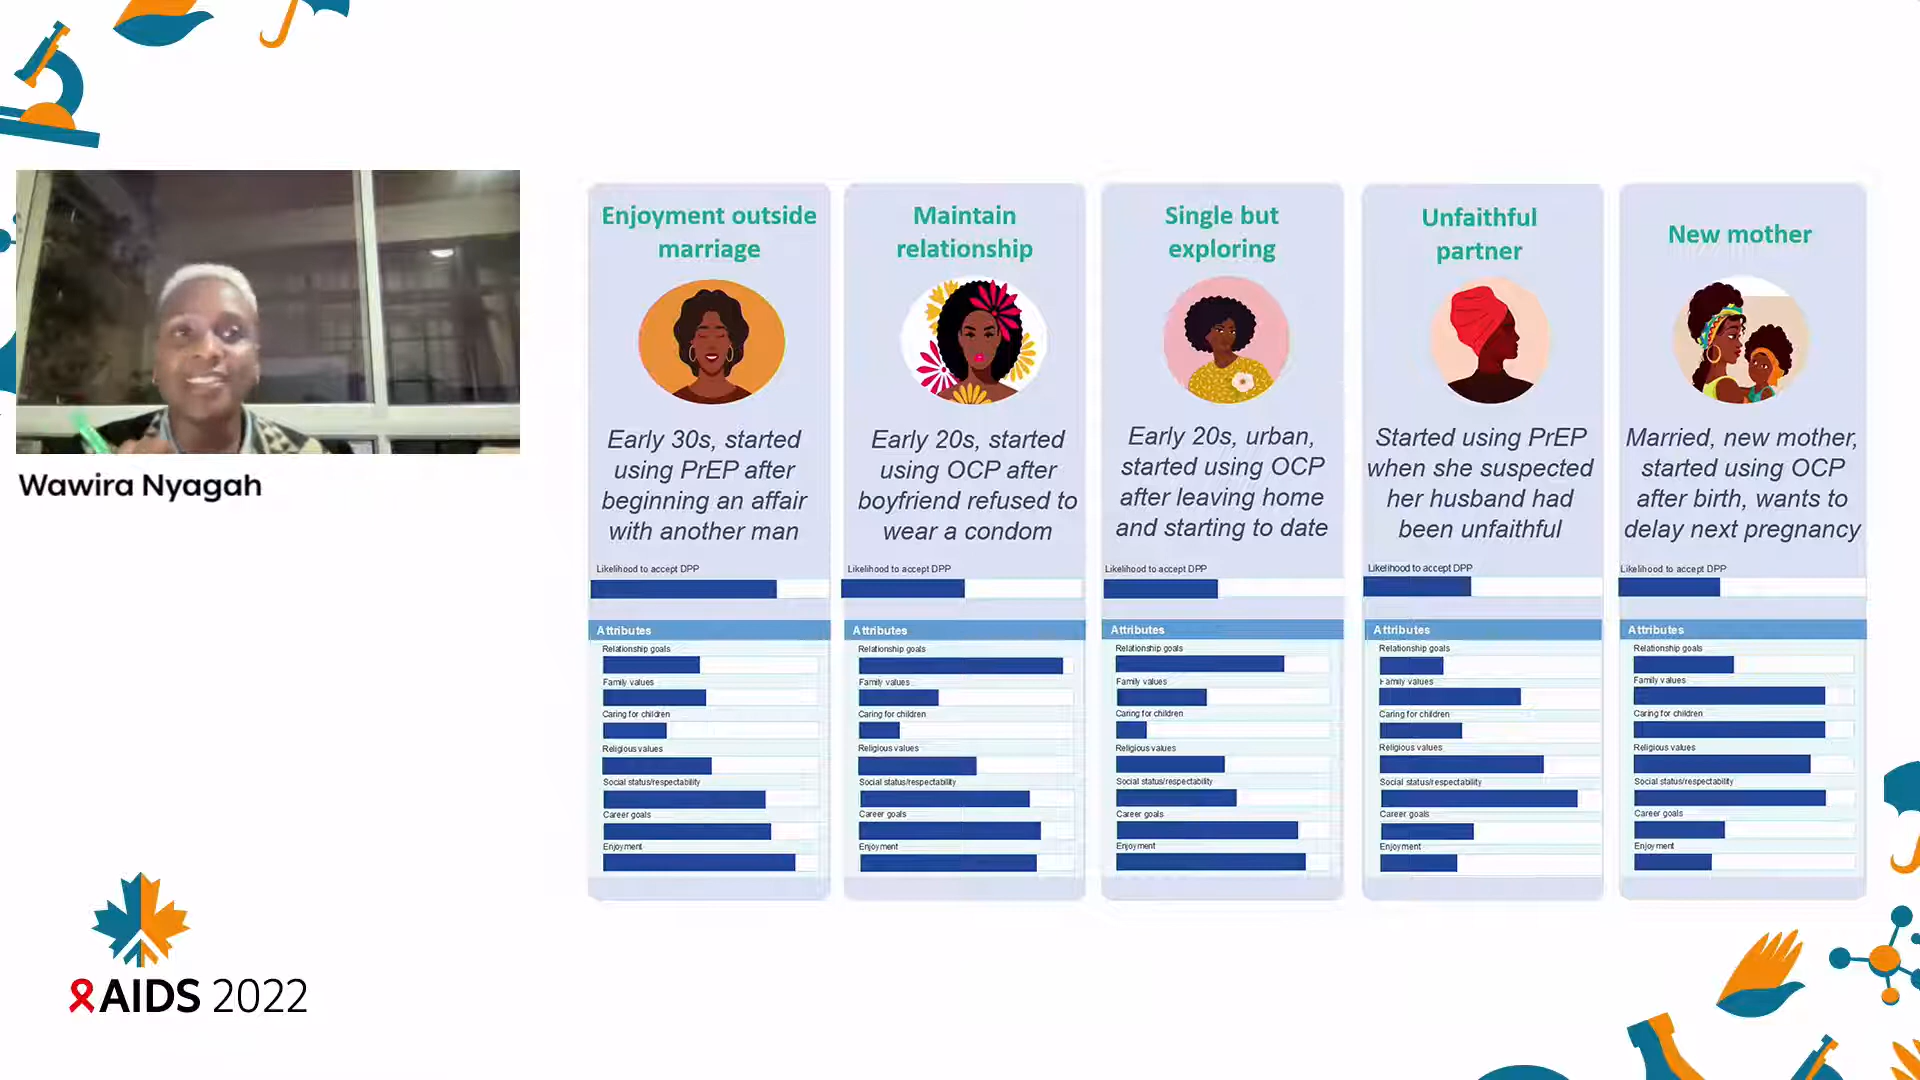 Wawira Nyagah
AIDS 2022
Enjoyment outside
marriage
Early 30s, started
using PrEP after
beginning an affair
with another man
Likelihood to accept DPP
Attributes
Relationship goals
Family values
Caring for children
Religious values
Social status/respectability
Career goals
Enjoyment
Maintain
relationship
Early 20s, started
using OCP after
boyfriend refused to
wear a condom
Likelihood to accept DPP
Attributes
Relationship goals
Family values
Caring for children
Religious values
Social status/respectability
Career goals
Enjoyment
Single but
exploring
Early 20s, urban,
started using OCP
after leaving home
and starting to date
Likelihood to accept DPP
Attributes
Relationship goals
Family values
Caring for children
Religious values
Social status/respectability
Career goals
Enjoyment
Unfaithful
partner
Started using PrEP
when she suspected
her husband had
been unfaithful
Likelihood to accept DPP
Attributes
Relationship goals
Family values
Caring for children
Religious values
Social status/respectability
Career goals
Enjoyment
New mother
Married, new mother,
started using OCP
after birth, wants to
delay next pregnancy
Likelihood to accept DPP
Attributes
Relationship goals
Family values
Caring for children
Religious values
Social status/respectability
Career goals
Enjoyment